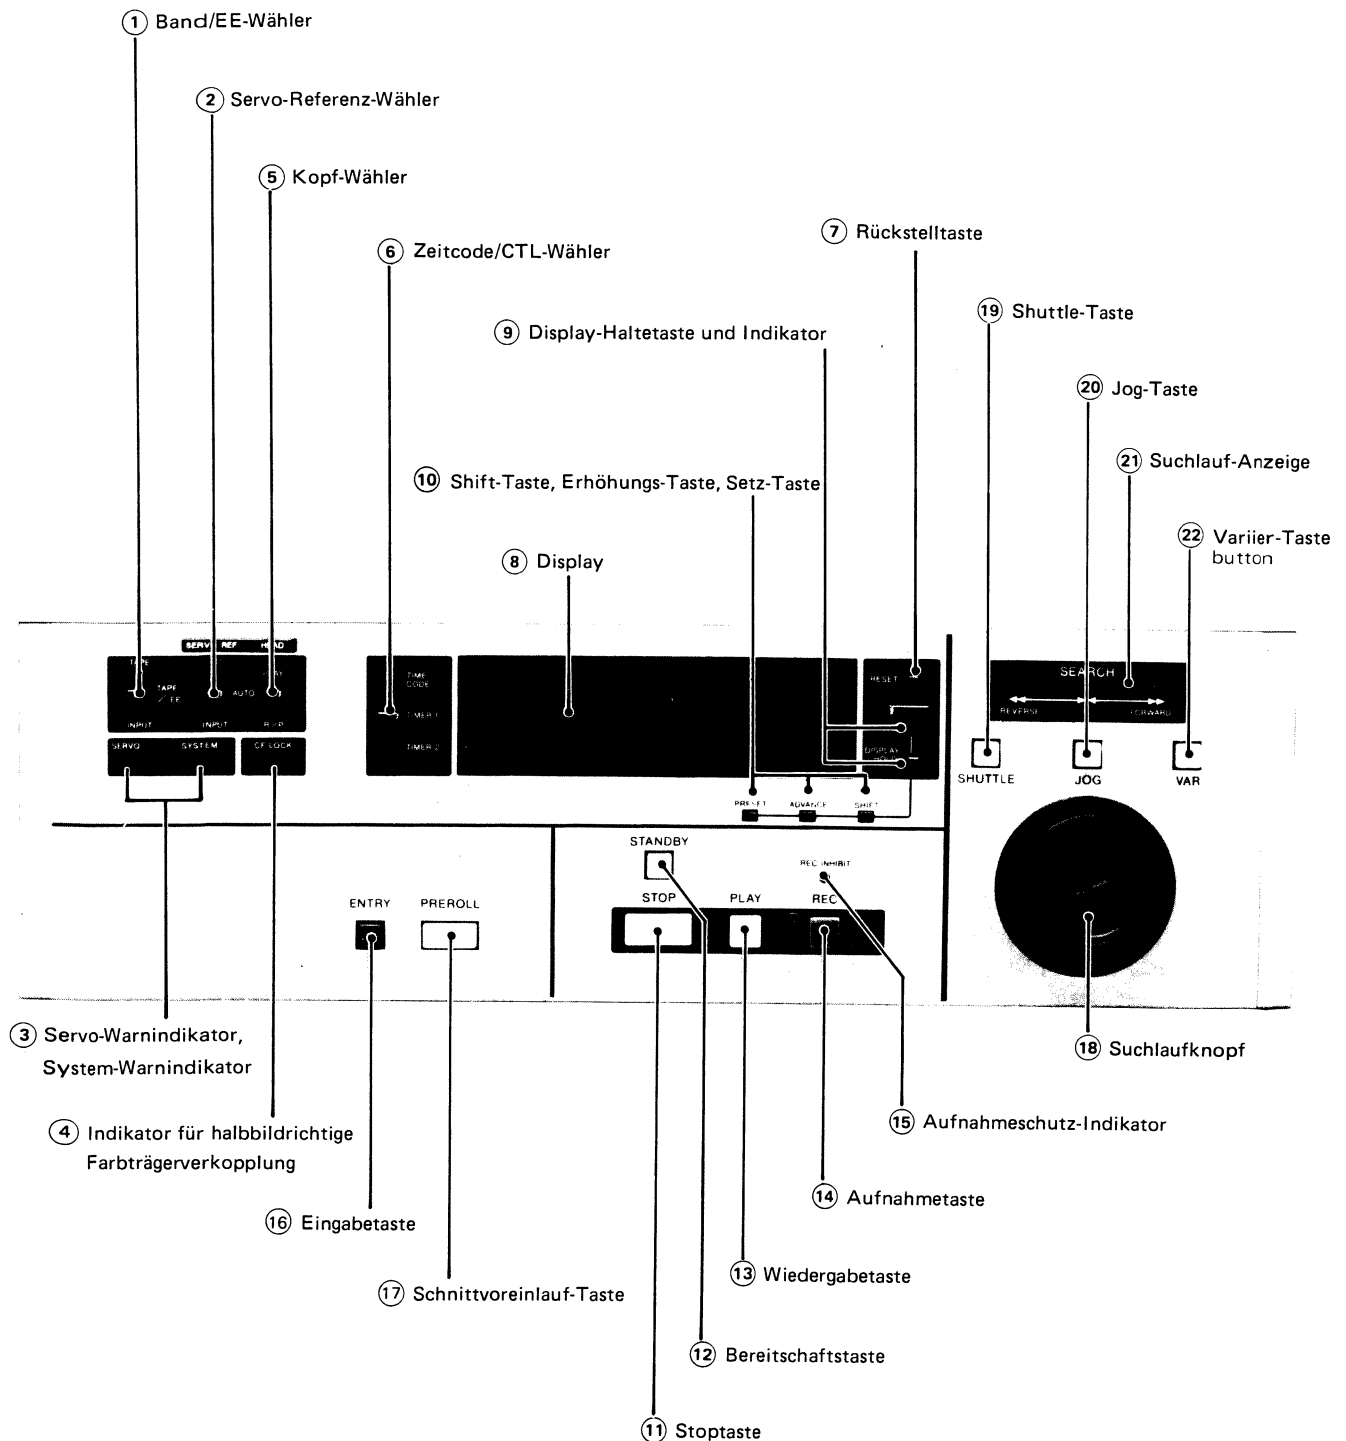 ① Band/EE-Wähler
② Servo-Referenz-Wähler
⑤ Kopf-Wähler
⑥ Zeitcode/CTL-Wähler
⑦ Rückstelltaste
⑨ Display-Haltetaste und Indikator
⑲ Shuttle-Taste
⑳ Jog-Taste
⑩ Shift-Taste, Erhöhungs-Taste, Setz-Taste
㉑ Suchlauf-Anzeige
⑧ Display
㉒ Variier-Taste
button
SERVO REF HEAD
TAPE
TAPE
/EE
AUTO
INPUT
INPUT
SERVO
SYSTEM
CF LOCK
TIME
CODE
TIMER 1
TIMER 2
RESET
DISPLAY
HOLD
PRESET
ADVANCE
SHIFT
SEARCH
REVERSE
FORWARD
SHUTTLE
JOG
VAR
STANDBY
REC INHIBIT
ENTRY
PREROLL
STOP
PLAY
REC
③ Servo-Warnindikator,
System-Warnindikator
⑱ Suchlaufknopf
④ Indikator für halbbildrichtige
Farbträgerverkopplung
⑮ Aufnahmeschutz-Indikator
⑭ Aufnahmetaste
⑯ Eingabetaste
⑬ Wiedergabetaste
⑰ Schnittvoreinlauf-Taste
⑫ Bereitschaftstaste
⑪ Stoptaste